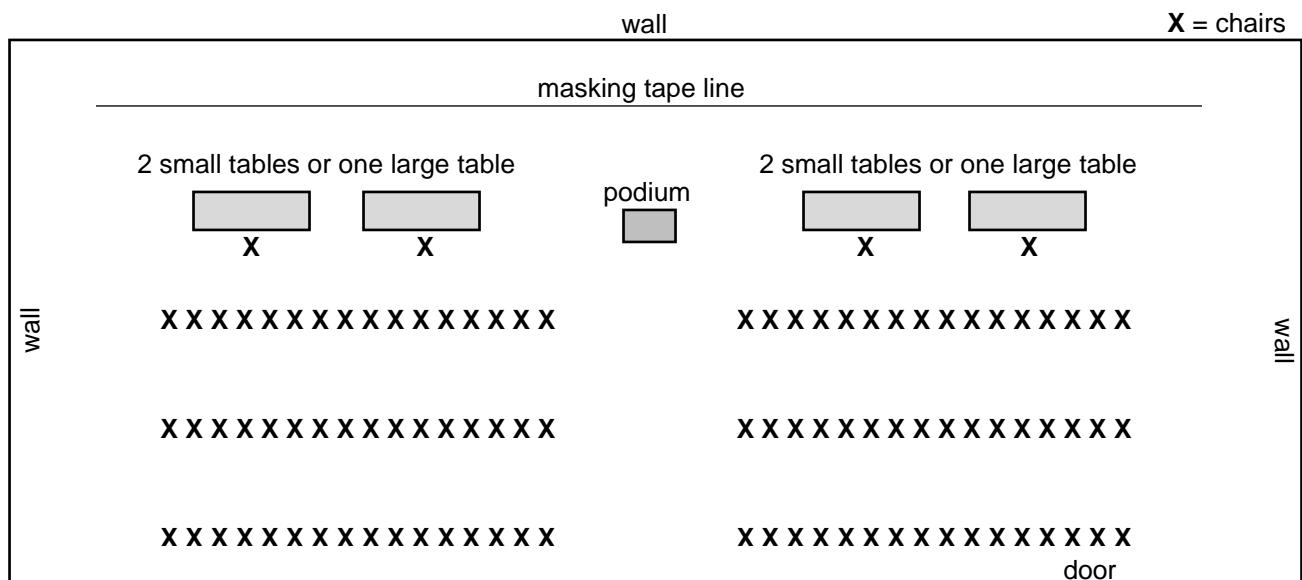 wall
X = chairs
masking tape line
2 small tables or one large table
2 small tables or one large table
podium
X X X X
wall
X X X X X X X X X X X X X X X X X X X X X X X X X X X X X X X X
wall
X X X X X X X X X X X X X X X X X X X X X X X X X X X X X X X X
X X X X X X X X X X X X X X X X X X X X X X X X X X X X X X X X
door